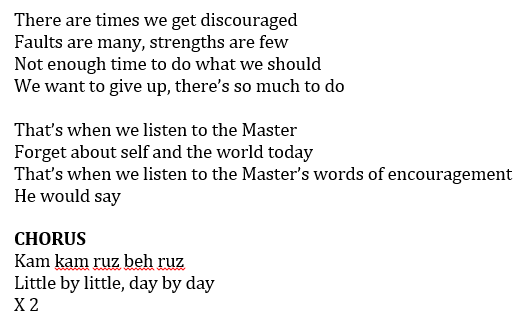 There are times we get discouraged
Faults are many, strengths are few
Not enough time to do what we should
We want to give up, there’s so much to do

That’s when we listen to the Master
Forget about self and the world today
That’s when we listen to the Master’s words of encouragement
He would say

CHORUS
Kam kam ruz beh ruz
Little by little, day by day
X 2